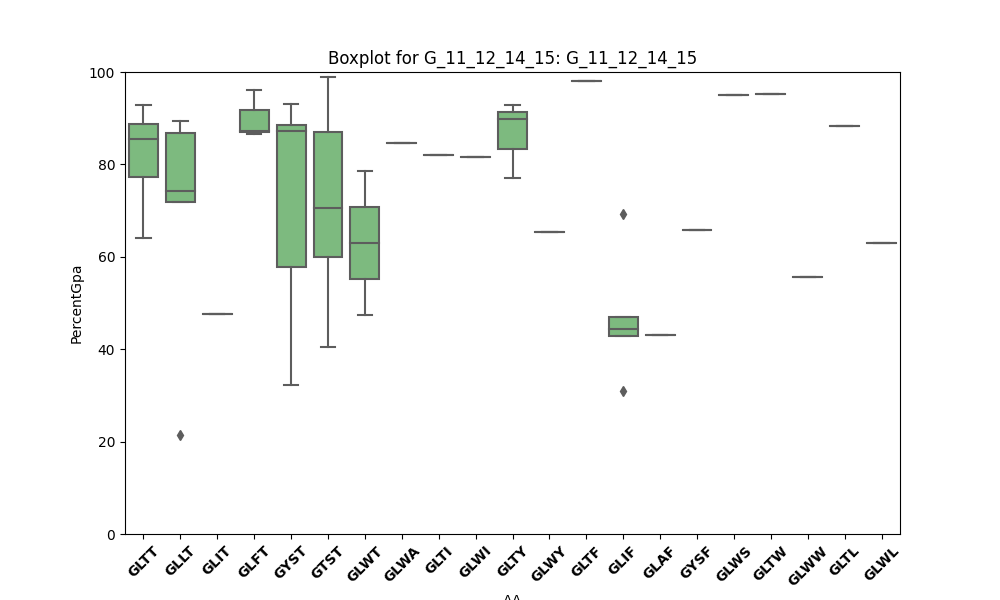 Boxplot for G_11_12_14_15: G_11_12_14_15
PercentGpa
100
80
60
40
20
0
GLTT GLLT GLIT GLFT GYST GTST GLWT GLWA GLTI GLWI GLTY GLWY GLTF GLIF GLAF GYSF GLWS GLTW GLWW GLTL GLWL
AA